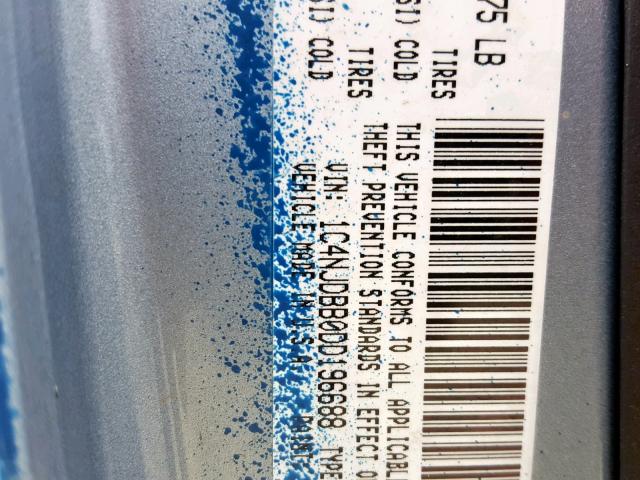 75 LB
TIRES
SI) COLD
TIRES
SI) COLD
THIS VEHICLE CONFORMS TO ALL APPLICABL
THEFT PREVENTION STANDARDS IN EFFECT O
VIN: 1C4NJDBB0DD196688 TYPE
VEHICLE MADE IN U.S.A. PAINT: